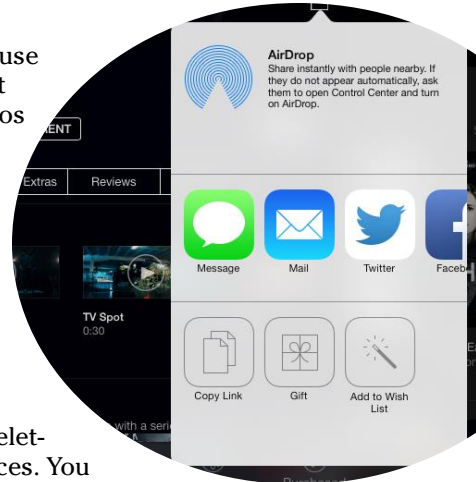 use
t
os
AirDrop
Share instantly with people nearby. If
they do not appear automatically, ask
them to open Control Center and turn
on AirDrop.
Extras Reviews
Message Mail Twitter
TV Spot
0:30
Copy Link Gift Add to Wish
List
with a
elet-
ces. You